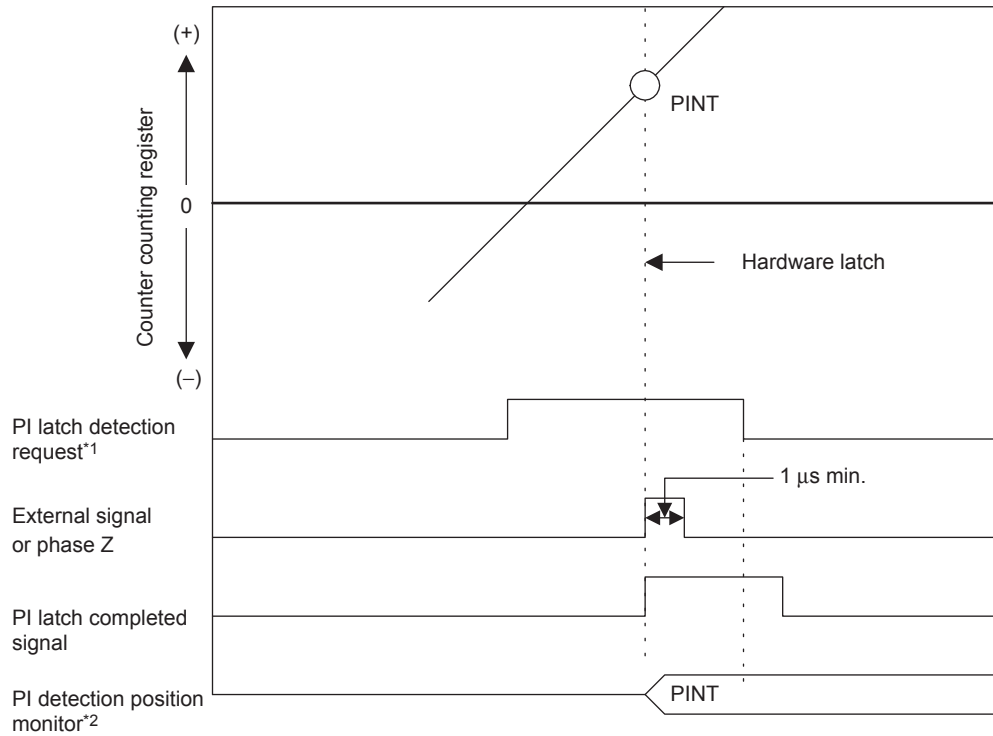 (+)
Counter counting register
0
(−)
PINT
Hardware latch
PI latch detection
request*1
1 μs min.
External signal
or phase Z
PI latch completed
signal
PI detection position
monitor*2
PINT